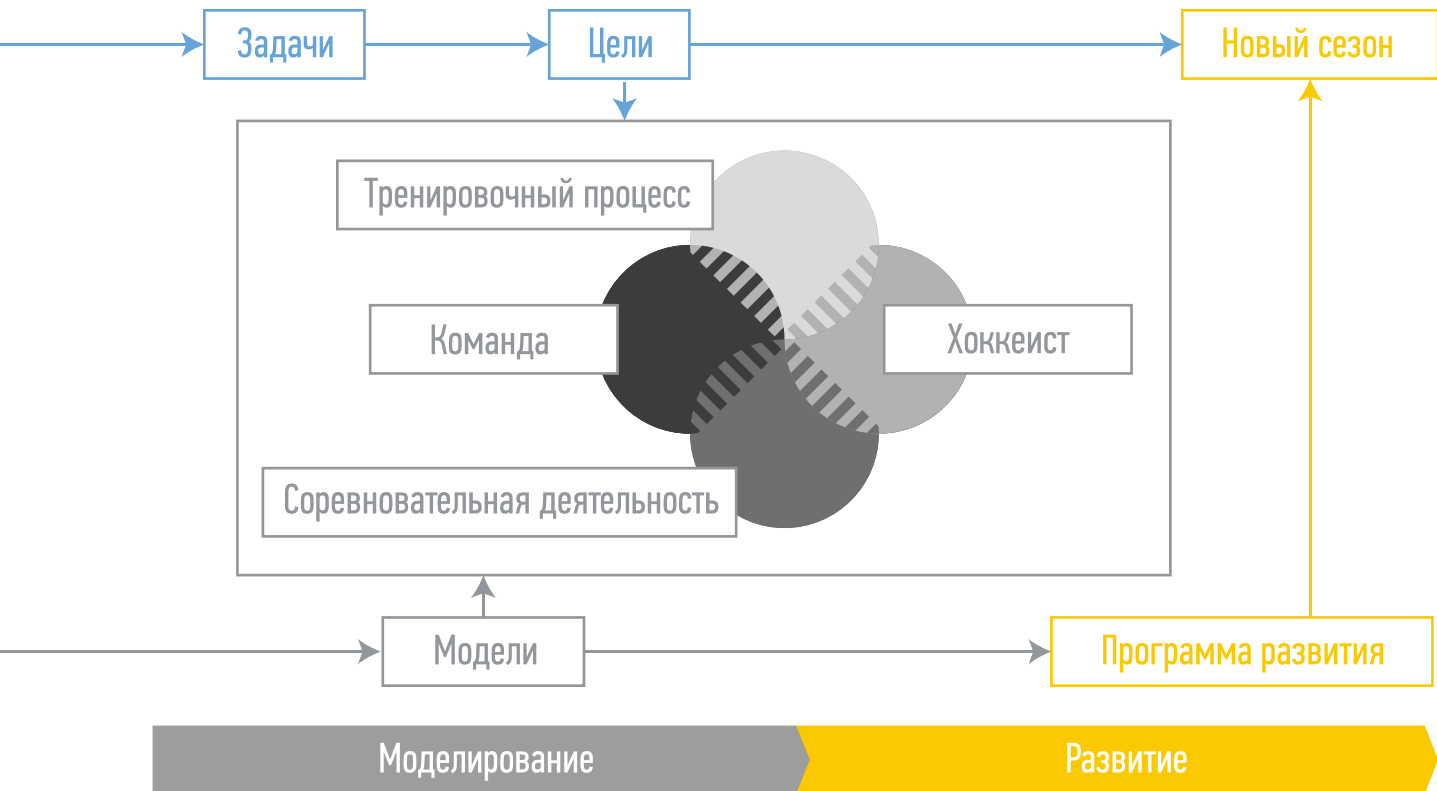 Задачи
Цели
Новый сезон
Тренировочный процесс
Команда
Хоккеист
Соревновательная деятельность
Модели
Программа развития
Моделирование
Развитие